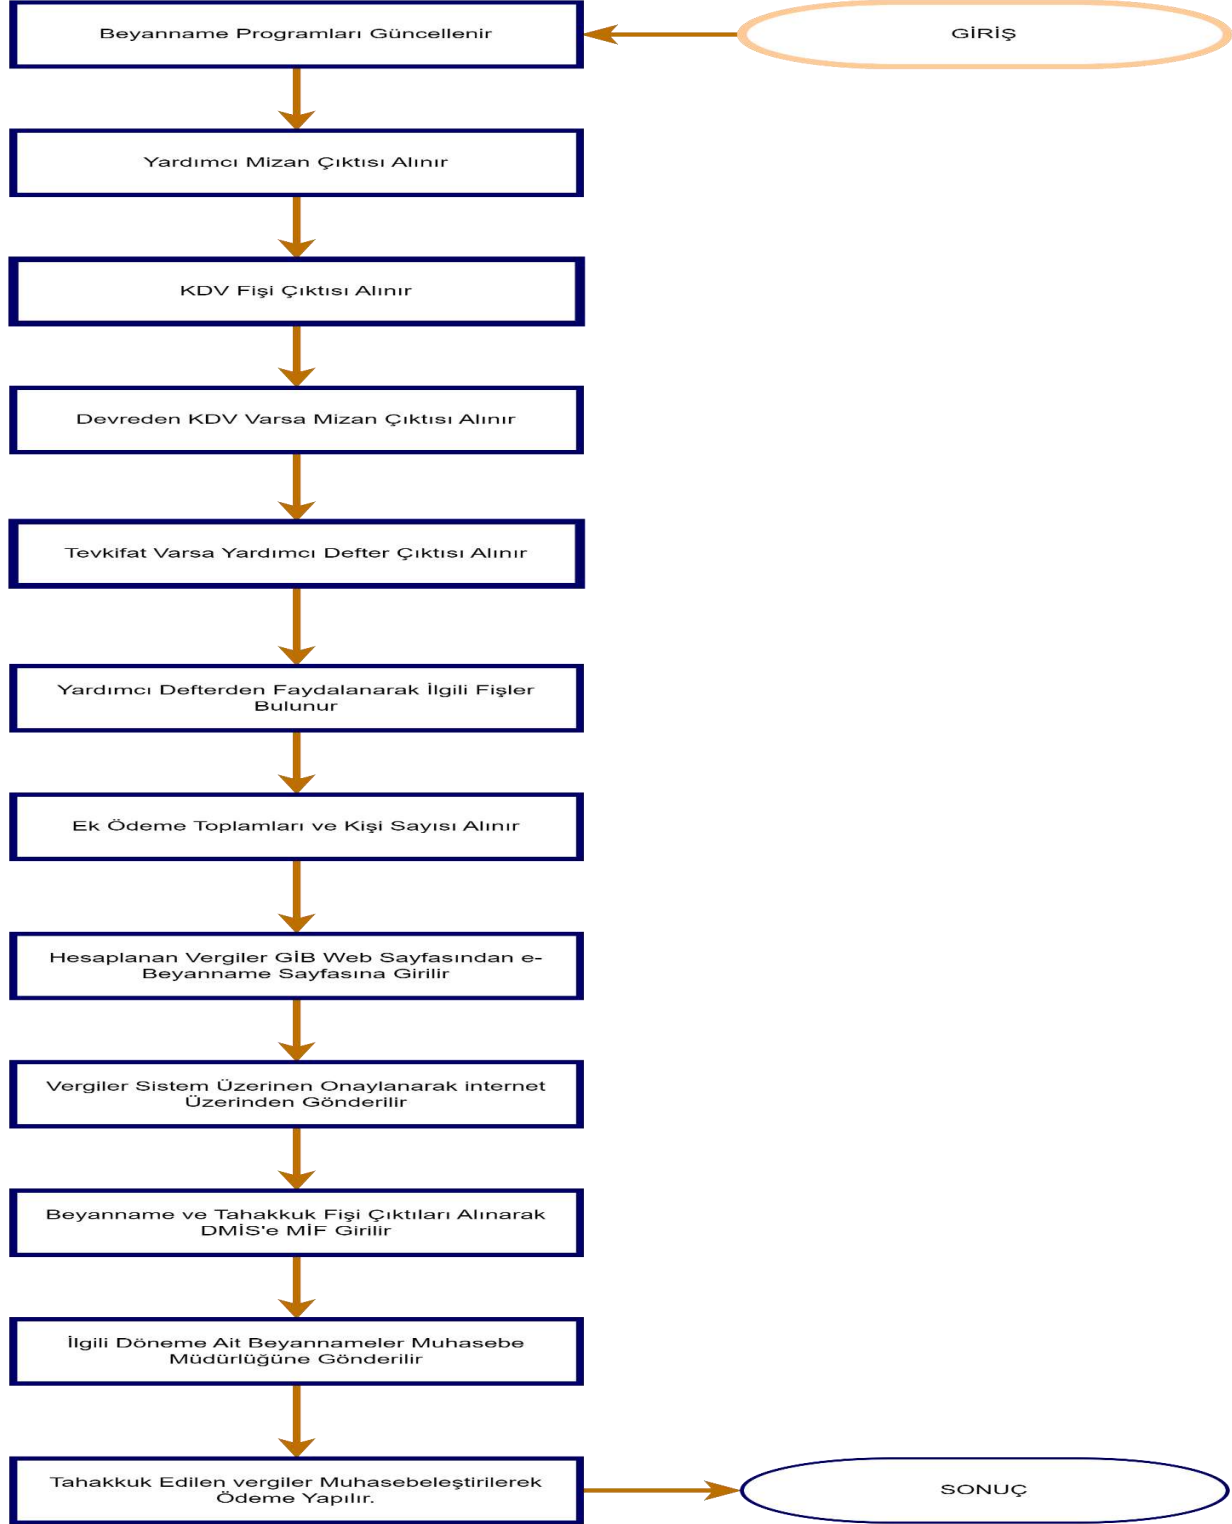 Beyanname Programları Güncellenir
GİRİŞ
Yardımcı Mizan Çıktısı Alınır
KDV Fişi Çıktısı Alınır
Devreden KDV Varsa Mizan Çıktısı Alınır
Tevkifat Varsa Yardımcı Defter Çıktısı Alınır
Yardımcı Defterden Faydalanarak İlgili Fişler
Bulunur
Ek Ödeme Toplamları ve Kişi Sayısı Alınır
Hesaplanan Vergiler GİB Web Sayfasından e-
Beyanname Sayfasına Girilir
Vergiler Sistem Üzerinen Onaylanarak internet
Üzerinden Gönderilir
Beyanname ve Tahakkuk Fişi Çıktıları Alınarak
DMİS'e MİF Girilir
İlgili Döneme Ait Beyannameler Muhasebe
Müdürlüğüne Gönderilir
Tahakkuk Edilen vergiler Muhasebeleştirilerek
Ödeme Yapılır.
SONUÇ